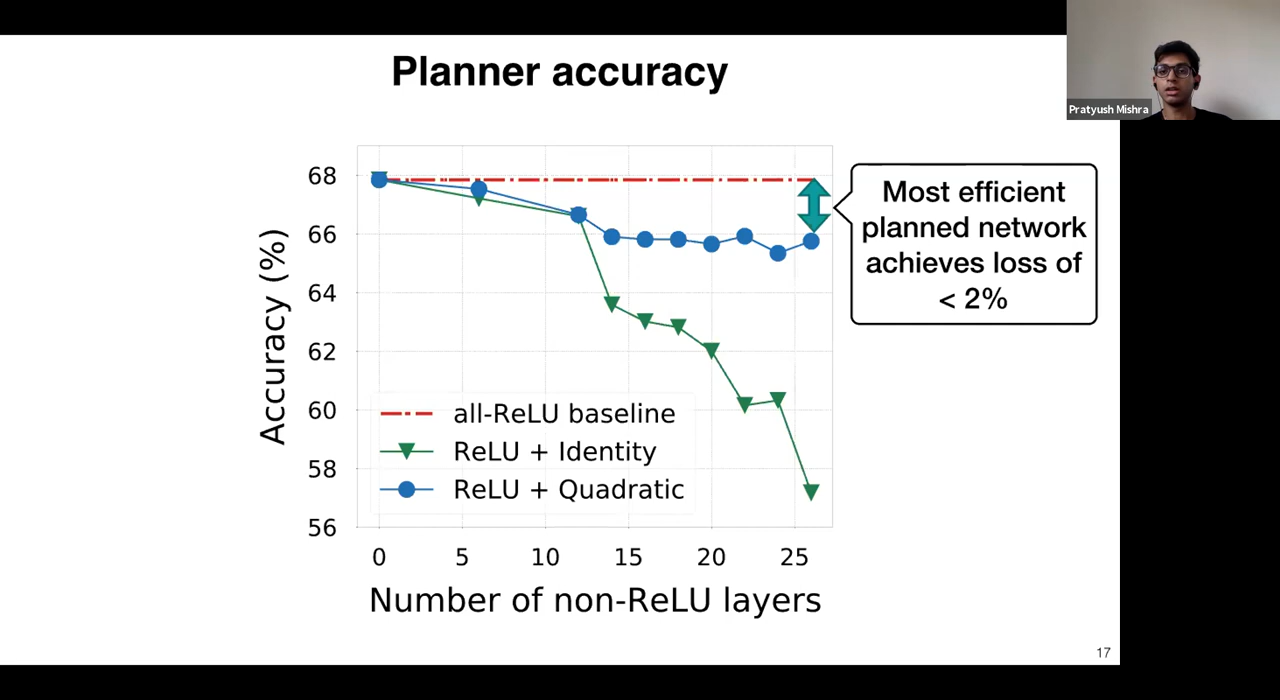 Planner accuracy
Pratyush Mishra
68
66
64
62
60
58
56
Accuracy (%)
all-ReLU baseline
ReLU + Identity
ReLU + Quadratic
0 5 10 15 20 25
Number of non-ReLU layers
Most efficient
planned network
achieves loss of
< 2%
17